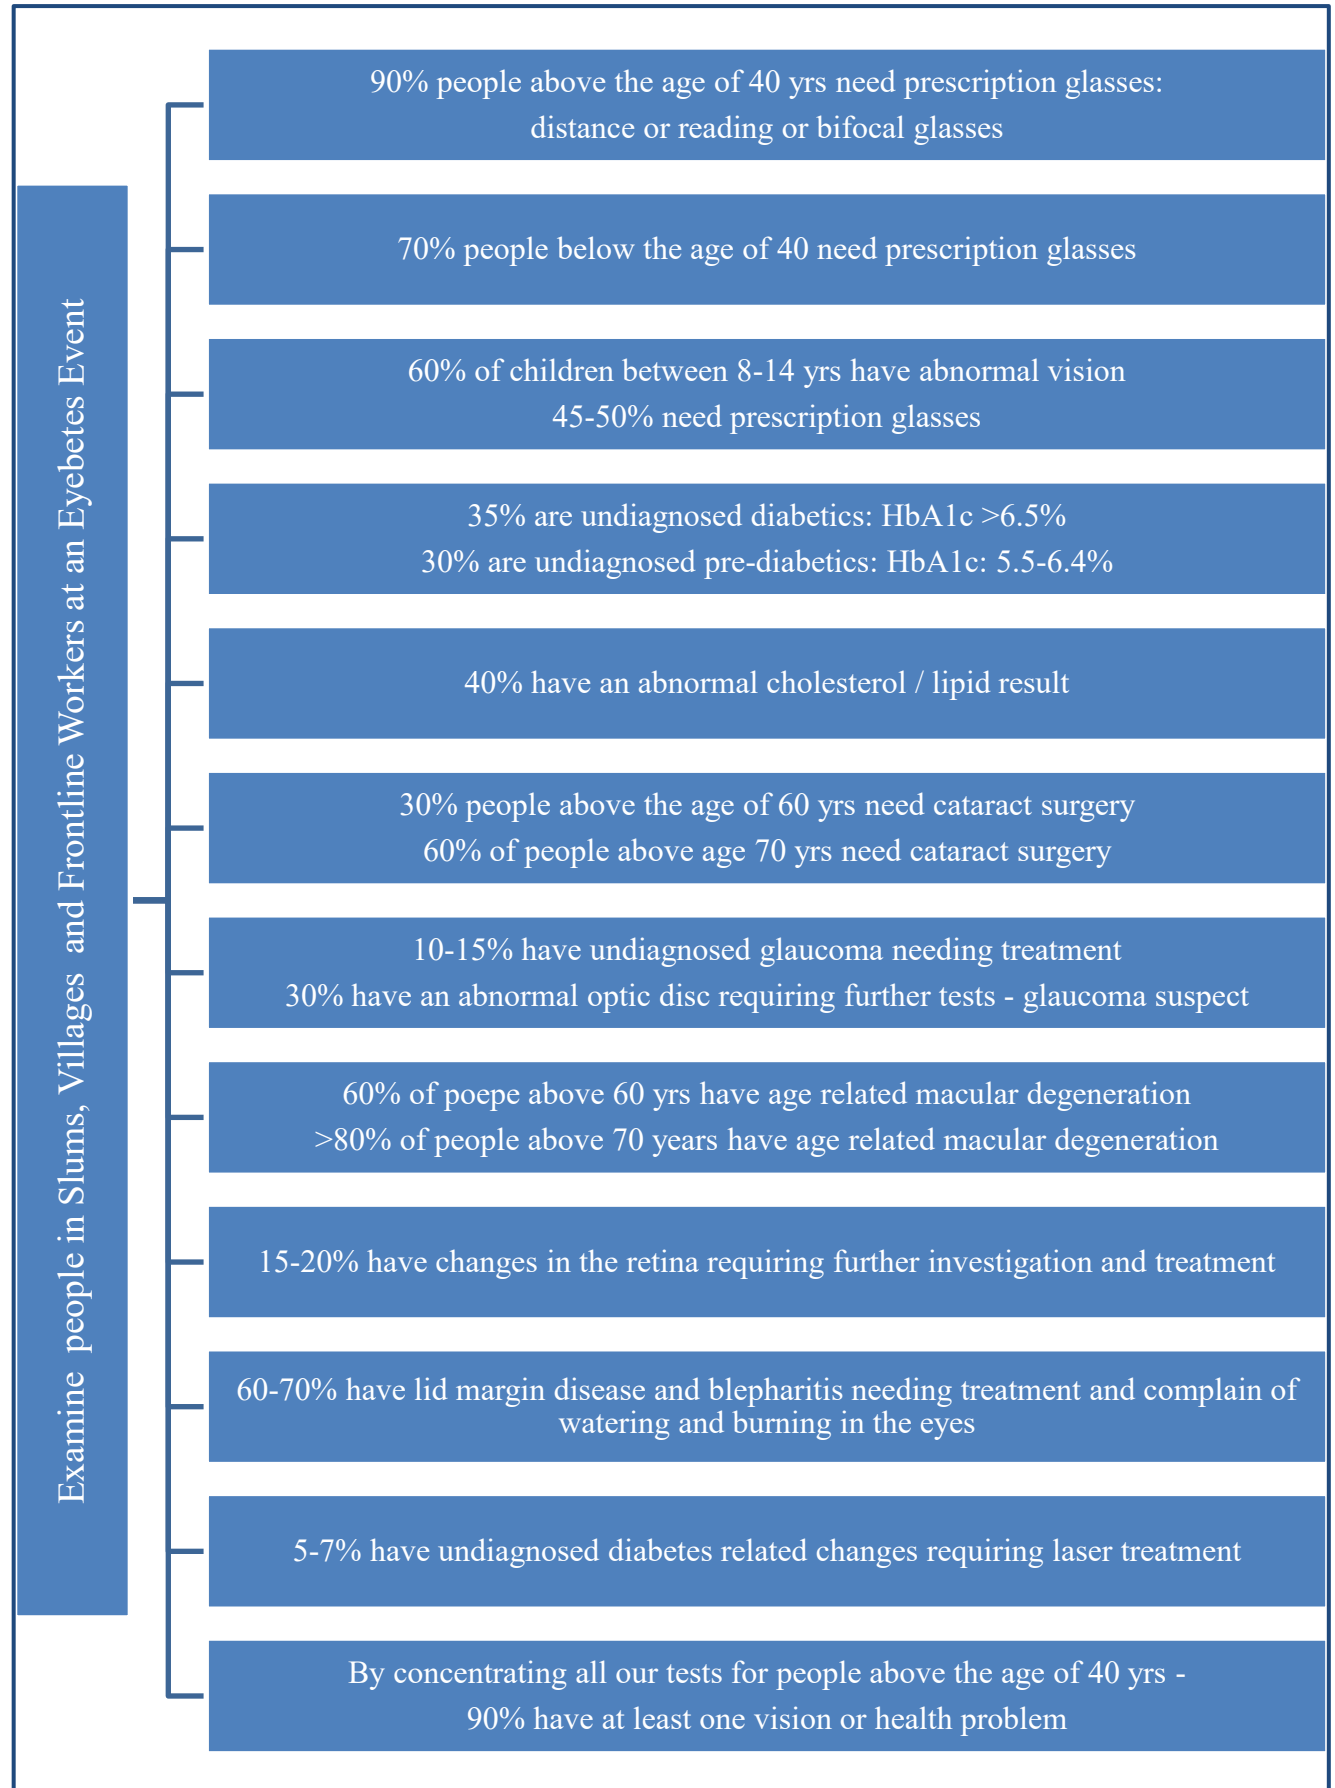 Examine people in Slums, Villages and Frontline Workers at an Eyebetes Event
90% people above the age of 40 yrs need prescription glasses:
distance or reading or bifocal glasses
70% people below the age of 40 need prescription glasses
60% of children between 8-14 yrs have abnormal vision
45-50% need prescription glasses
35% are undiagnosed diabetics: HbA1c >6.5%
30% are undiagnosed pre-diabetics: HbA1c: 5.5-6.4%
40% have an abnormal cholesterol / lipid result
30% people above the age of 60 yrs need cataract surgery
60% of people above age 70 yrs need cataract surgery
10-15% have undiagnosed glaucoma needing treatment
30% have an abnormal optic disc requiring further tests - glaucoma suspect
60% of poepe above 60 yrs have age related macular degeneration
>80% of people above 70 years have age related macular degeneration
15-20% have changes in the retina requiring further investigation and treatment
60-70% have lid margin disease and blepharitis needing treatment and complain of
watering and burning in the eyes
5-7% have undiagnosed diabetes related changes requiring laser treatment
By concentrating all our tests for people above the age of 40 yrs -
90% have at least one vision or health problem